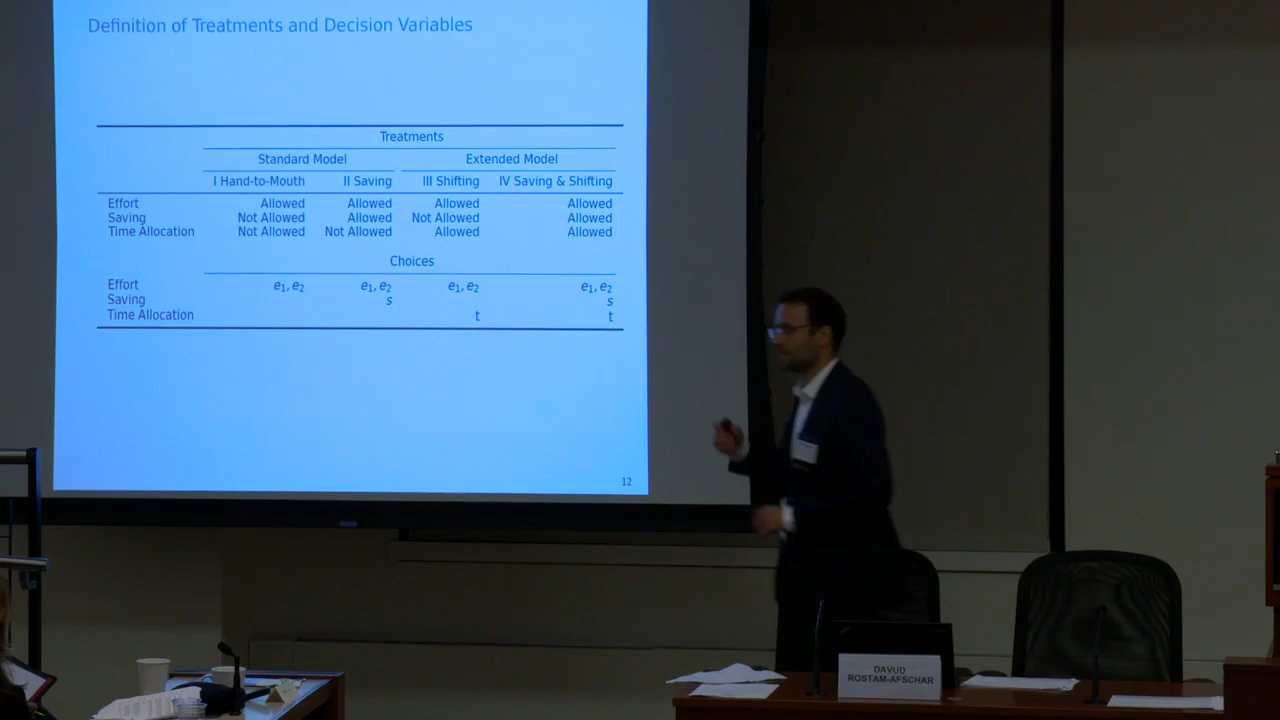 Definition of Treatments and Decision Variables
Treatments
Standard Model Extended Model
I Hand-to-Mouth II Saving III Shifting IV Saving & Shifting
Effort Allowed Allowed Allowed Allowed
Saving Not Allowed Allowed Not Allowed Allowed
Time Allocation Not Allowed Not Allowed Allowed Allowed
Choices
Effort e₁, e₂ e₁, e₂ e₁, e₂ e₁, e₂
Saving s s
Time Allocation t t
12
DAVUD
ROSTAM-AFSCHAR